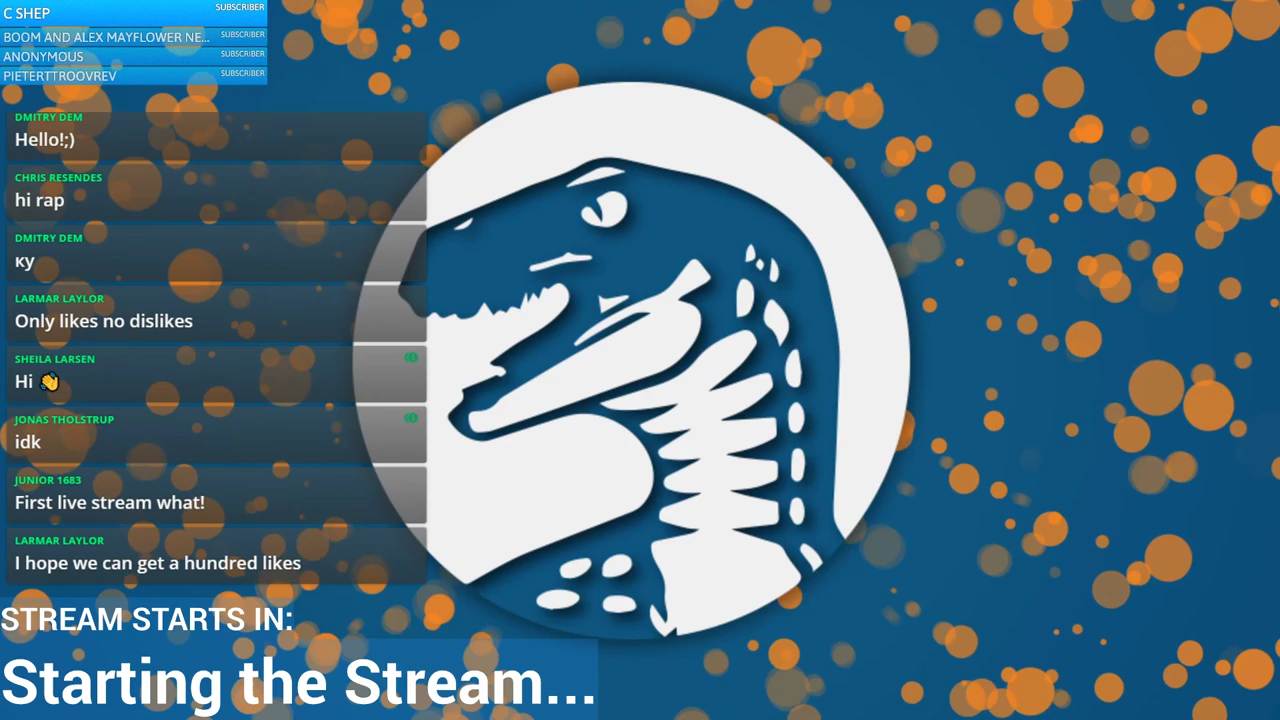 C SHEP SUBSCRIBER
BOOM AND ALEX MAYFLOWER NE... SUBSCRIBER
ANONYMOUS SUBSCRIBER
PIETERTTROOVREV SUBSCRIBER
DMITRY DEM
Hello!;)
CHRIS RESENDES
hi rap
DMITRY DEM
ку
LARMAR LAYLOR
Only likes no dislikes
SHEILA LARSEN
Hi 👋
JONAS THOLSTRUP
idk
JUNIOR 1683
First live stream what!
LARMAR LAYLOR
I hope we can get a hundred likes
STREAM STARTS IN:
Starting the Stream...